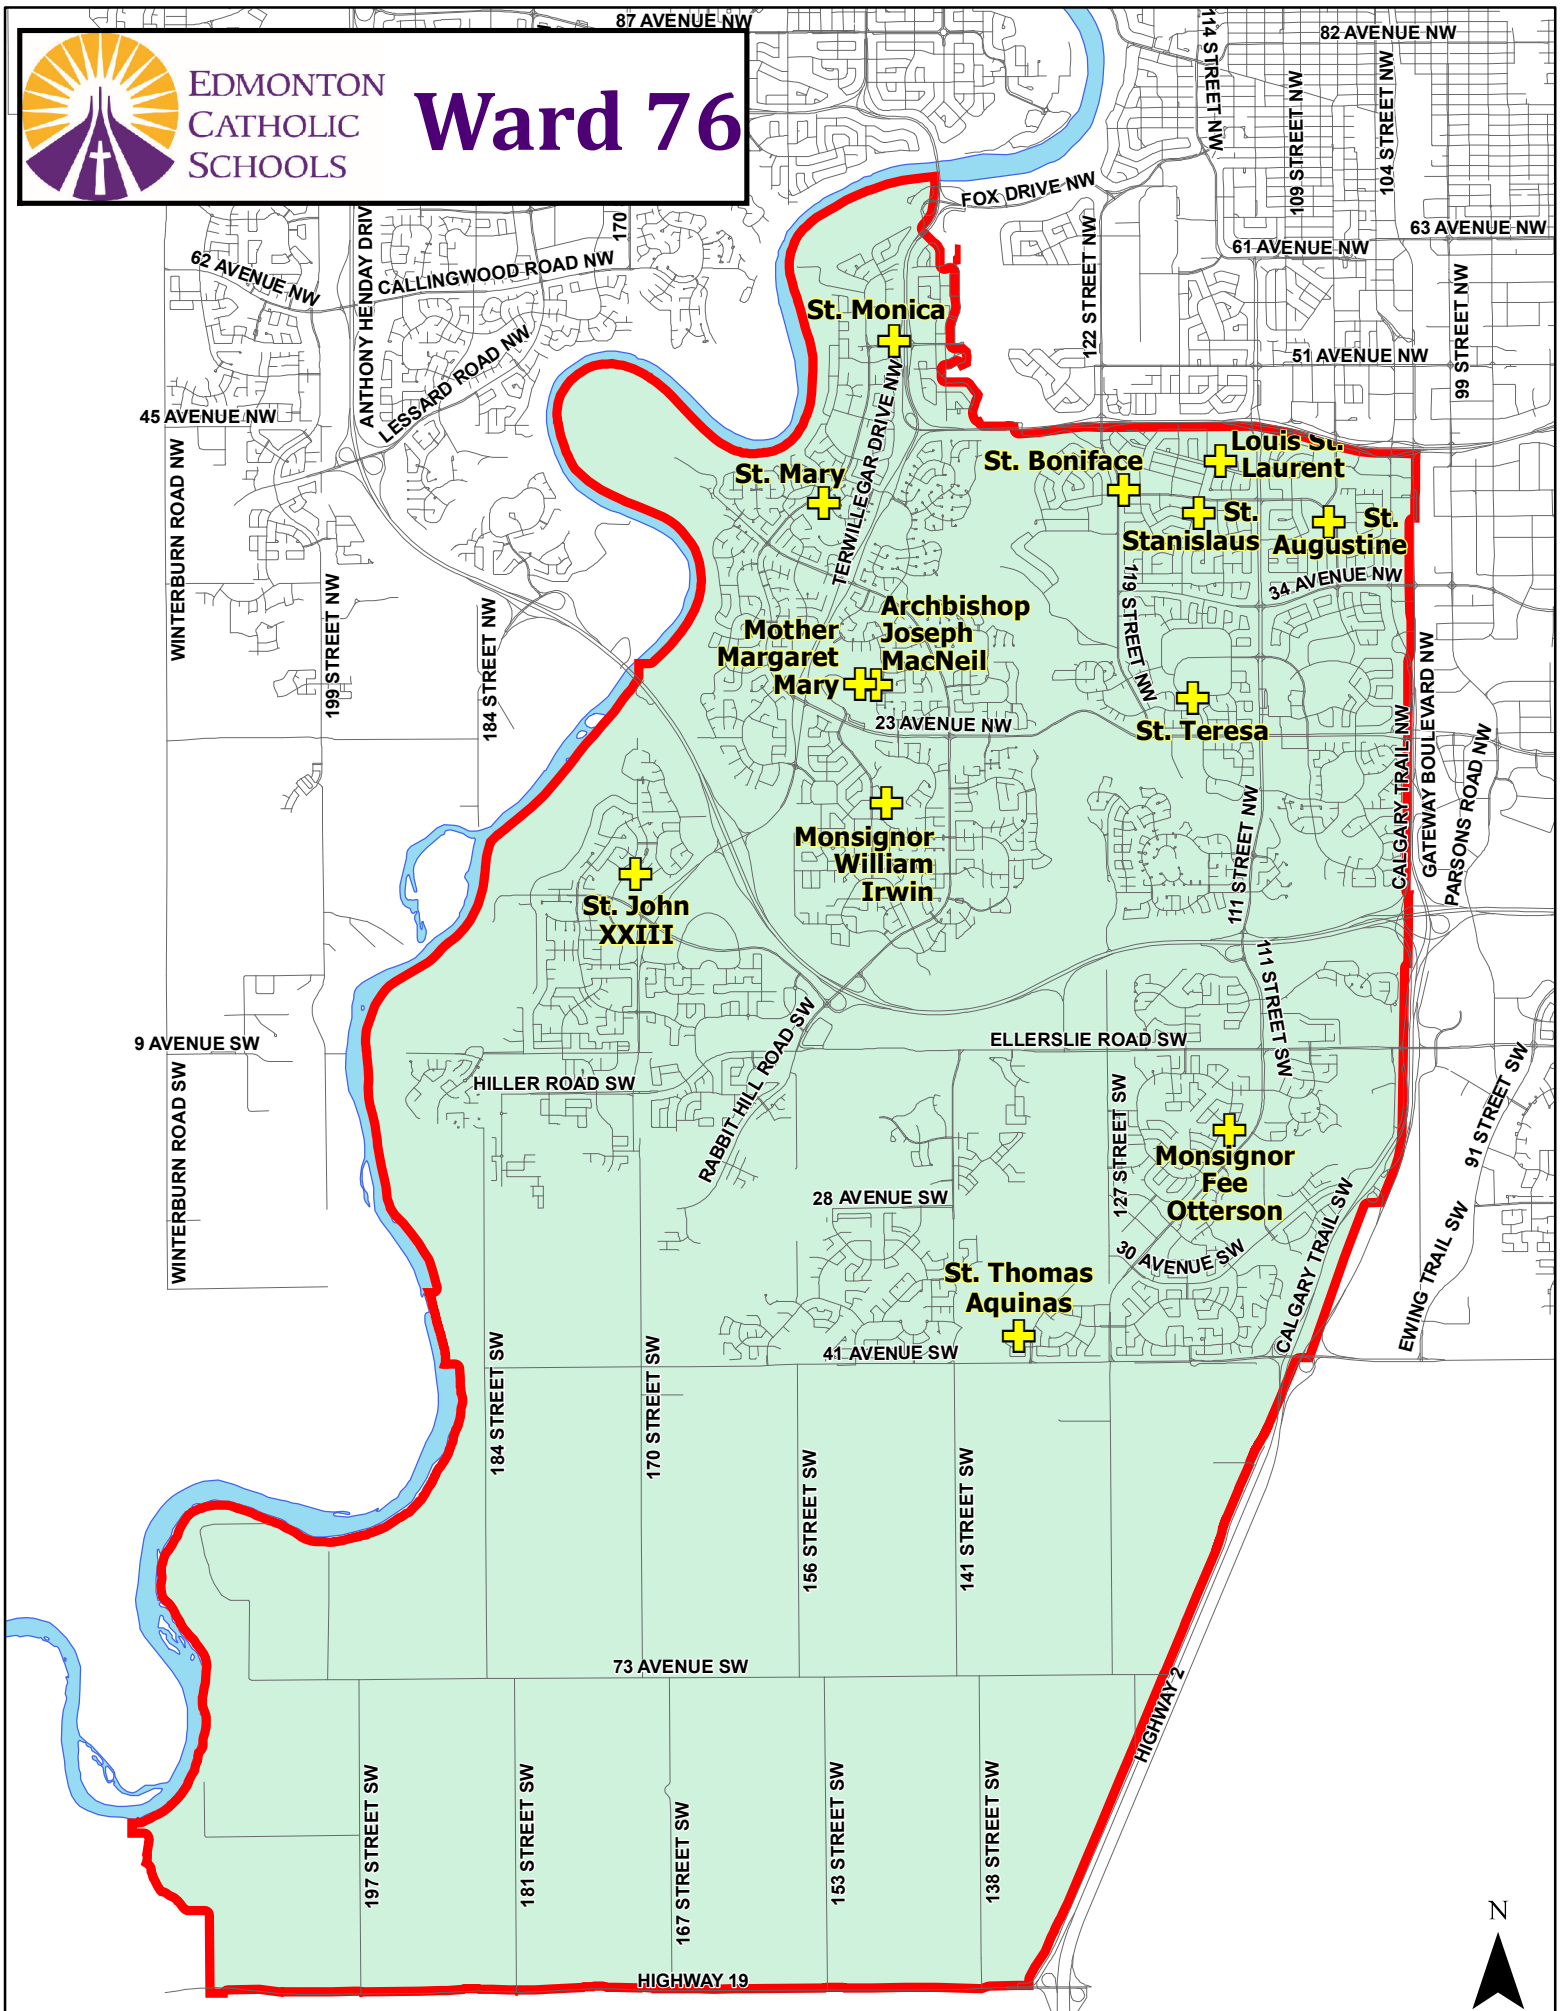 87 AVENUE NW
82 AVENUE NW
EDMONTON
CATHOLIC
SCHOOLS
Ward 76
114 STREET NW
109 STREET NW
104 STREET NW
FOX DRIVE NW
170
ANTHONY HENDAY DRIV
62 AVENUE NW
CALLINGWOOD ROAD NW
122 STREET NW
61 AVENUE NW
63 AVENUE NW
99 STREET NW
St. Monica
LESSARD ROAD NW
51 AVENUE NW
45 AVENUE NW
WINTERBURN ROAD NW
TERWILLEGAR DRIVE NW
St. Mary
St. Boniface
Louis St.
Laurent
St.
Stanislaus
St.
Augustine
34 AVENUE NW
119 STREET NW
199 STREET NW
184 STREET NW
Mother
Margaret
Mary
Archbishop
Joseph
MacNeil
23 AVENUE NW
St. Teresa
CALGARY TRAIL NW
GATEWAY BOULEVARD NW
PARSONS ROAD NW
Monsignor
William
Irwin
111 STREET NW
St. John
XXIII
111 STREET SW
9 AVENUE SW
ELLERSLIE ROAD SW
HILLER ROAD SW
RABBIT HILL ROAD SW
WINTERBURN ROAD SW
127 STREET SW
91 STREET SW
Monsignor
Fee
Otterson
28 AVENUE SW
30 AVENUE SW
CALGARY TRAIL SW
EWING TRAIL SW
St. Thomas
Aquinas
41 AVENUE SW
184 STREET SW
170 STREET SW
156 STREET SW
141 STREET SW
73 AVENUE SW
HIGHWAY 2
197 STREET SW
181 STREET SW
167 STREET SW
153 STREET SW
138 STREET SW
HIGHWAY 19
N